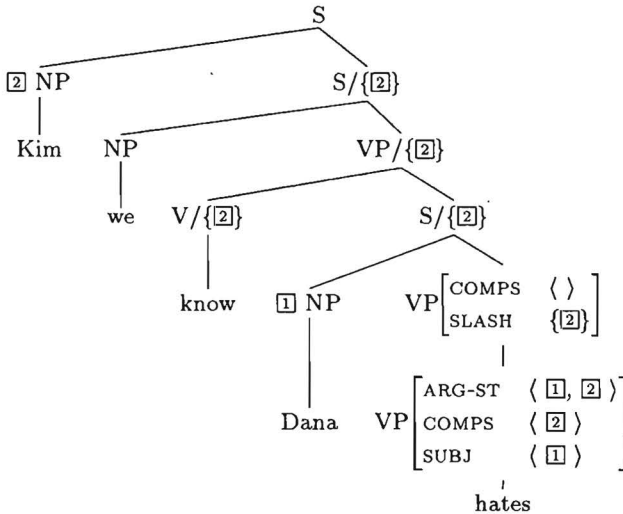 S
[2] NP S/{[2]}
Kim NP VP/{[2]}
we V/{[2]} S/{[2]}
know [1] NP VP[COMPS ⟨ ⟩
SLASH {[2]}]
Dana VP[ARG-ST ⟨ [1], [2] ⟩
COMPS ⟨ [2] ⟩
SUBJ ⟨ [1] ⟩]
hates